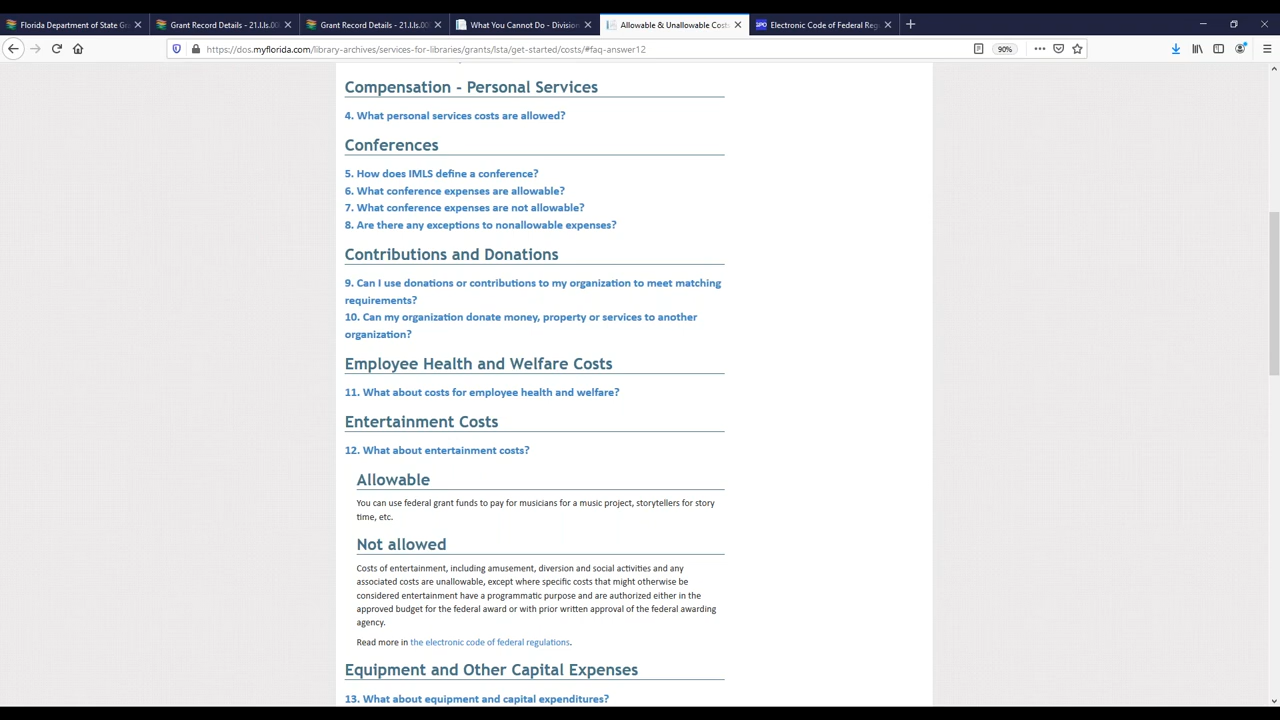 Florida Department of State Gra
Grant Record Details - 21.l.ls.00
Grant Record Details - 21.l.ls.00
What You Cannot Do - Division
Allowable & Unallowable Costs
GPO
Electronic Code of Federal Reg
https://dos.myflorida.com/library-archives/services-for-libraries/grants/lsta/get-started/costs/#faq-answer12
90%
Compensation - Personal Services
4. What personal services costs are allowed?
Conferences
5. How does IMLS define a conference?
6. What conference expenses are allowable?
7. What conference expenses are not allowable?
8. Are there any exceptions to nonallowable expenses?
Contributions and Donations
9. Can I use donations or contributions to my organization to meet matching
requirements?
10. Can my organization donate money, property or services to another
organization?
Employee Health and Welfare Costs
11. What about costs for employee health and welfare?
Entertainment Costs
12. What about entertainment costs?
Allowable
You can use federal grant funds to pay for musicians for a music project, storytellers for story
time, etc.
Not allowed
Costs of entertainment, including amusement, diversion and social activities and any
associated costs are unallowable, except where specific costs that might otherwise be
considered entertainment have a programmatic purpose and are authorized either in the
approved budget for the federal award or with prior written approval of the federal awarding
agency.
Read more in the electronic code of federal regulations.
Equipment and Other Capital Expenses
13. What about equipment and capital expenditures?